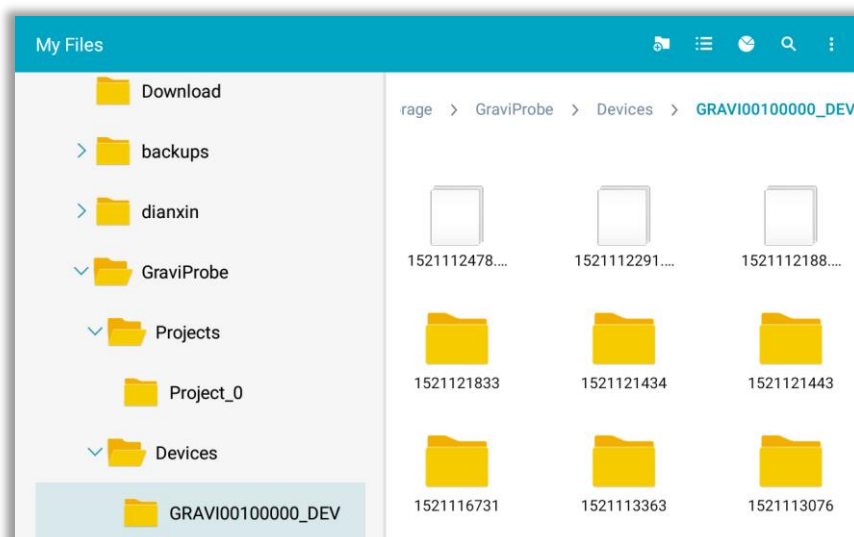 My Files
Download
backups
dianxin
GraviProbe
Projects
Project_0
Devices
GRAVI00100000_DEV
rage > GraviProbe > Devices > GRAVI00100000_DEV
1521112478.... 1521112291.... 1521112188....
1521121833 1521121434 1521121443
1521116731 1521113363 1521113076